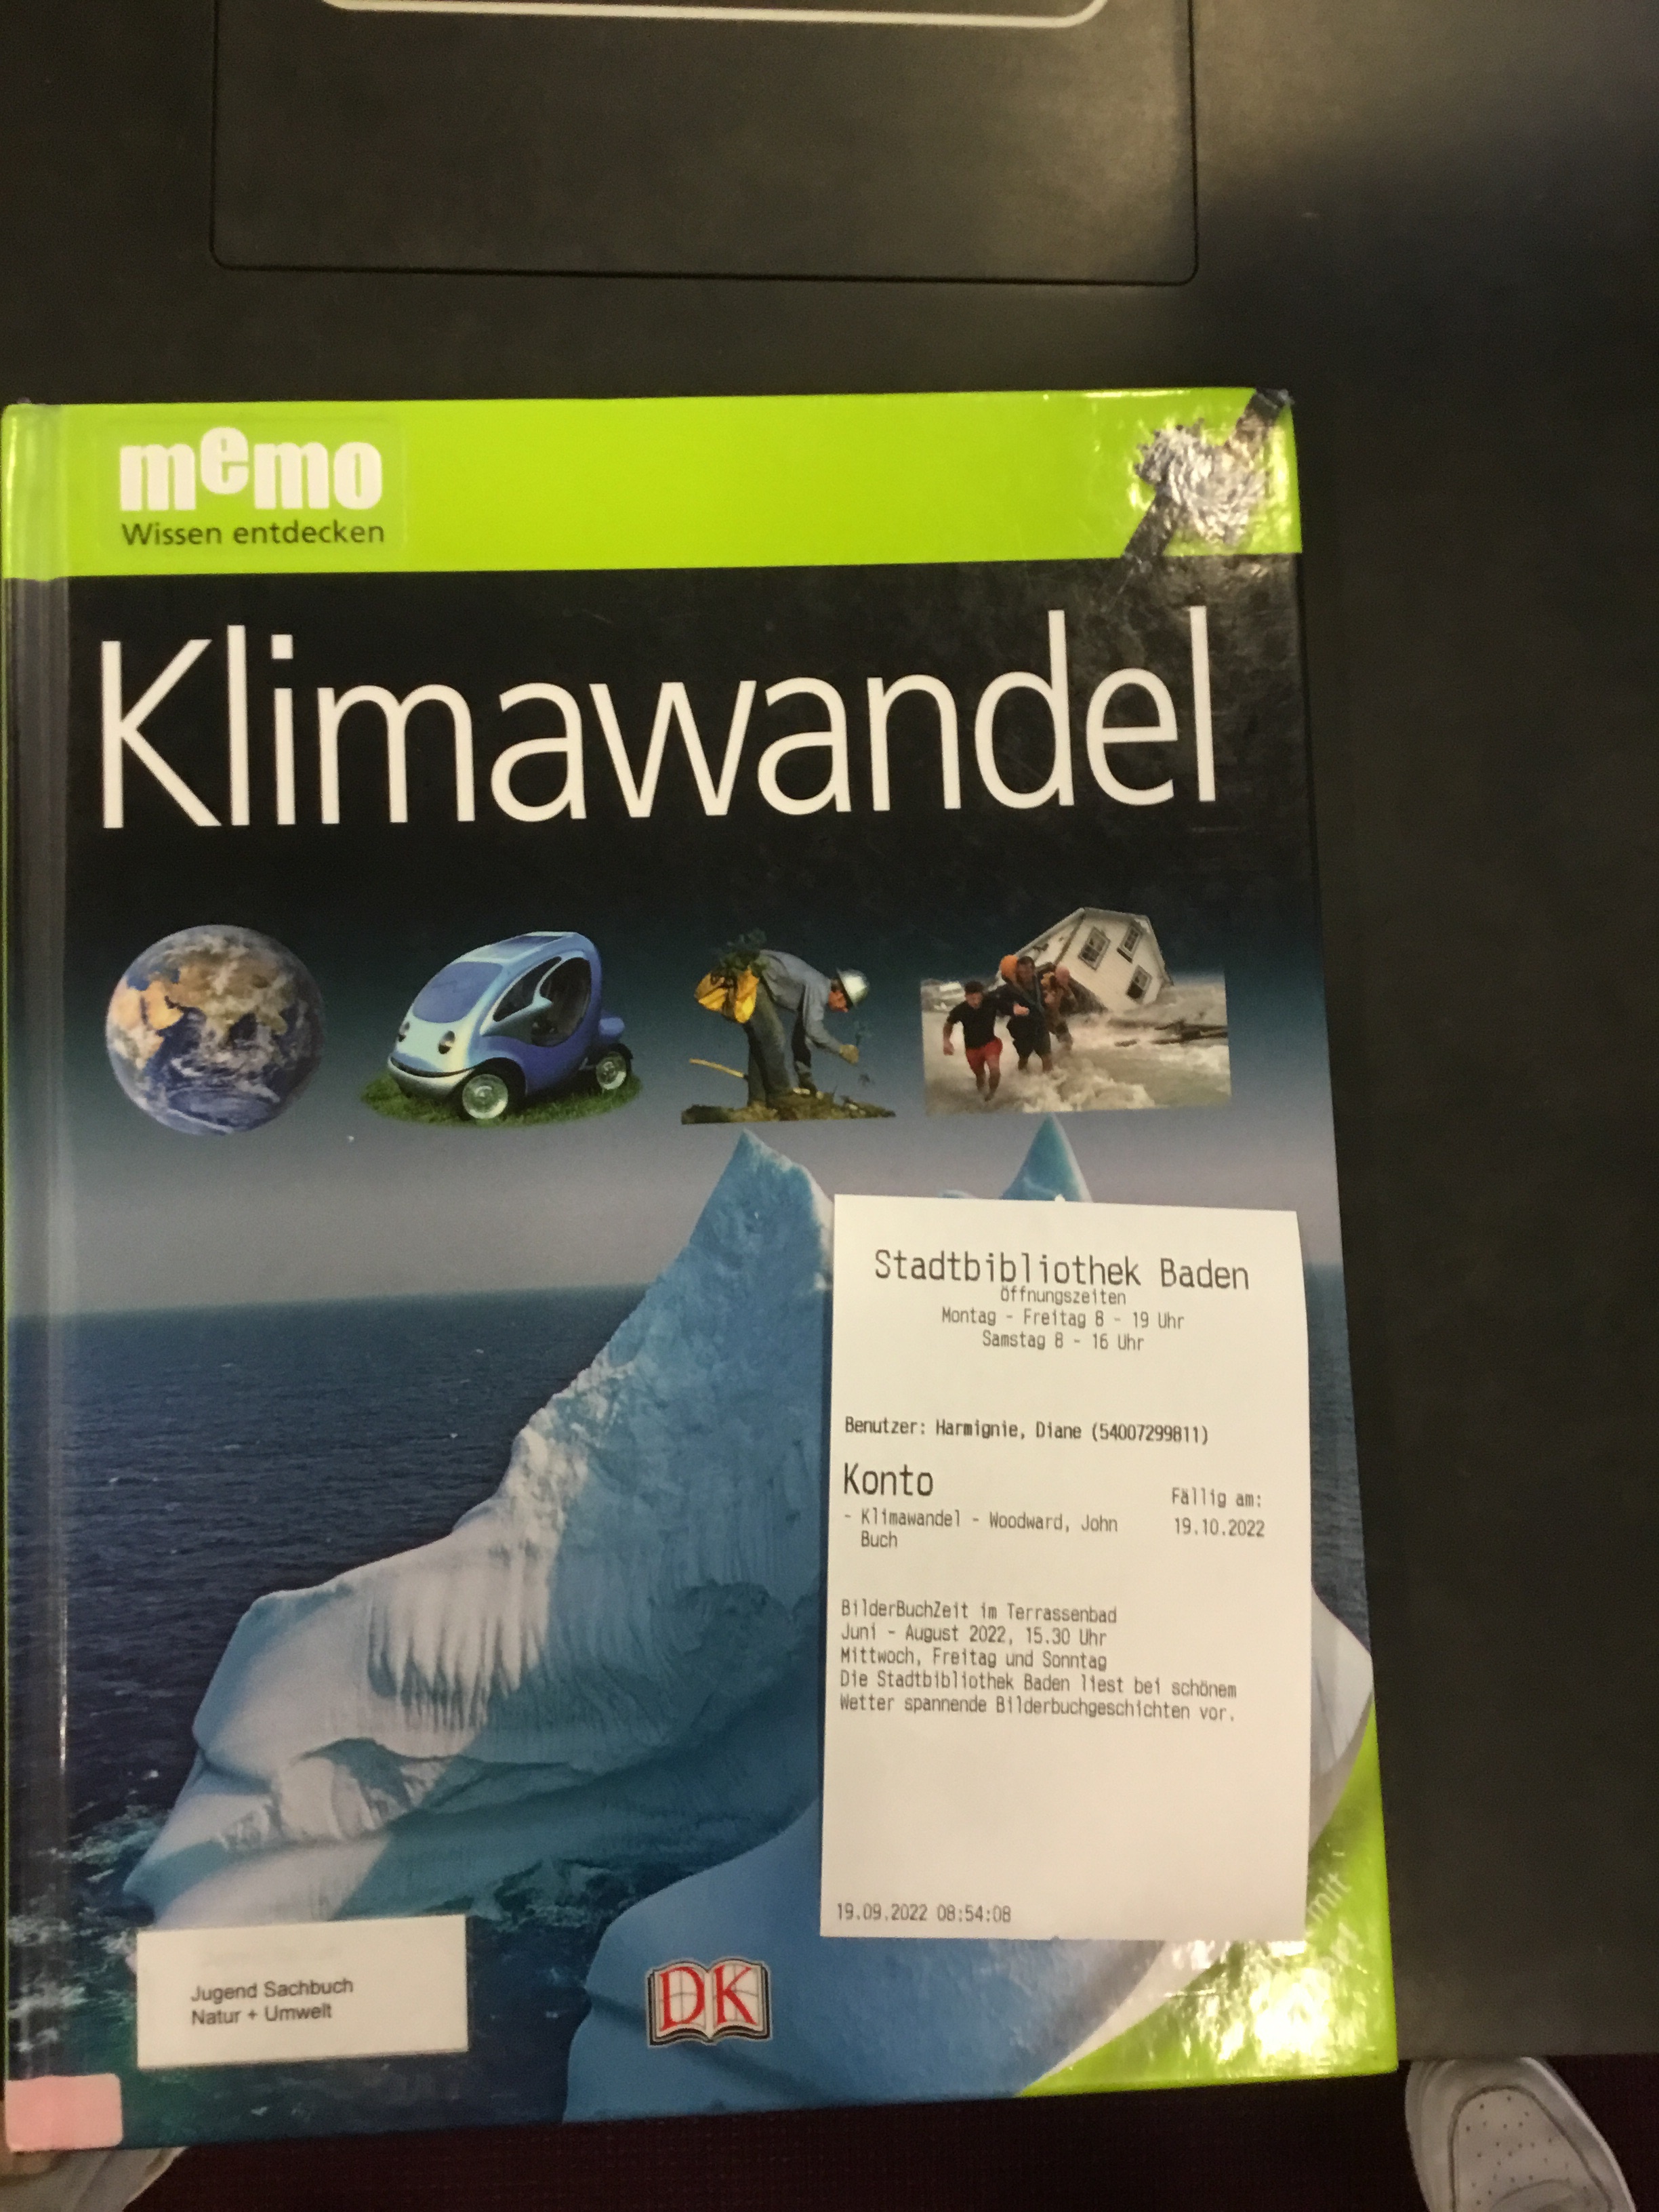 memo
Wissen entdecken
Klimawandel
Stadtbibliothek Baden
Öffnungszeiten
Montag - Freitag 8 - 19 Uhr
Samstag 8 - 16 Uhr
Benutzer: Harmignie, Diane (54007299811)
Konto
Fällig am:
- Klimawandel - Woodward, John 19.10.2022
Buch
BilderBuchZeit im Terrassenbad
Juni - August 2022, 15.30 Uhr
Mittwoch, Freitag und Sonntag
Die Stadtbibliothek Baden liest bei schönem
Wetter spannende Bilderbuchgeschichten vor.
19.09.2022 08:54:08
mit
Jugend Sachbuch
Natur + Umwelt
DK